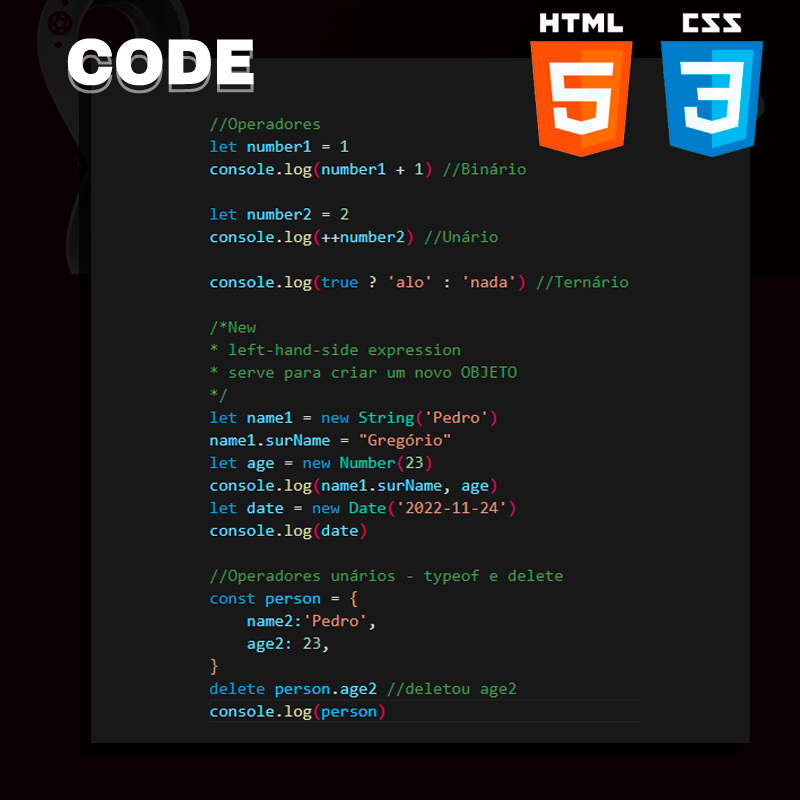 CODE
HTML
5
CSS
3
//Operadores
let number1 = 1
console.log(number1 + 1) //Binário
let number2 = 2
console.log(++number2) //Unário
console.log(true ? 'alo' : 'nada') //Ternário
/*New
* left-hand-side expression
* serve para criar um novo OBJETO
*/
let name1 = new String('Pedro')
name1.surName = "Gregório"
let age = new Number(23)
console.log(name1.surName, age)
let date = new Date('2022-11-24')
console.log(date)
//Operadores unários - typeof e delete
const person = {
    name2:'Pedro',
    age2: 23,
}
delete person.age2 //deletou age2
console.log(person)